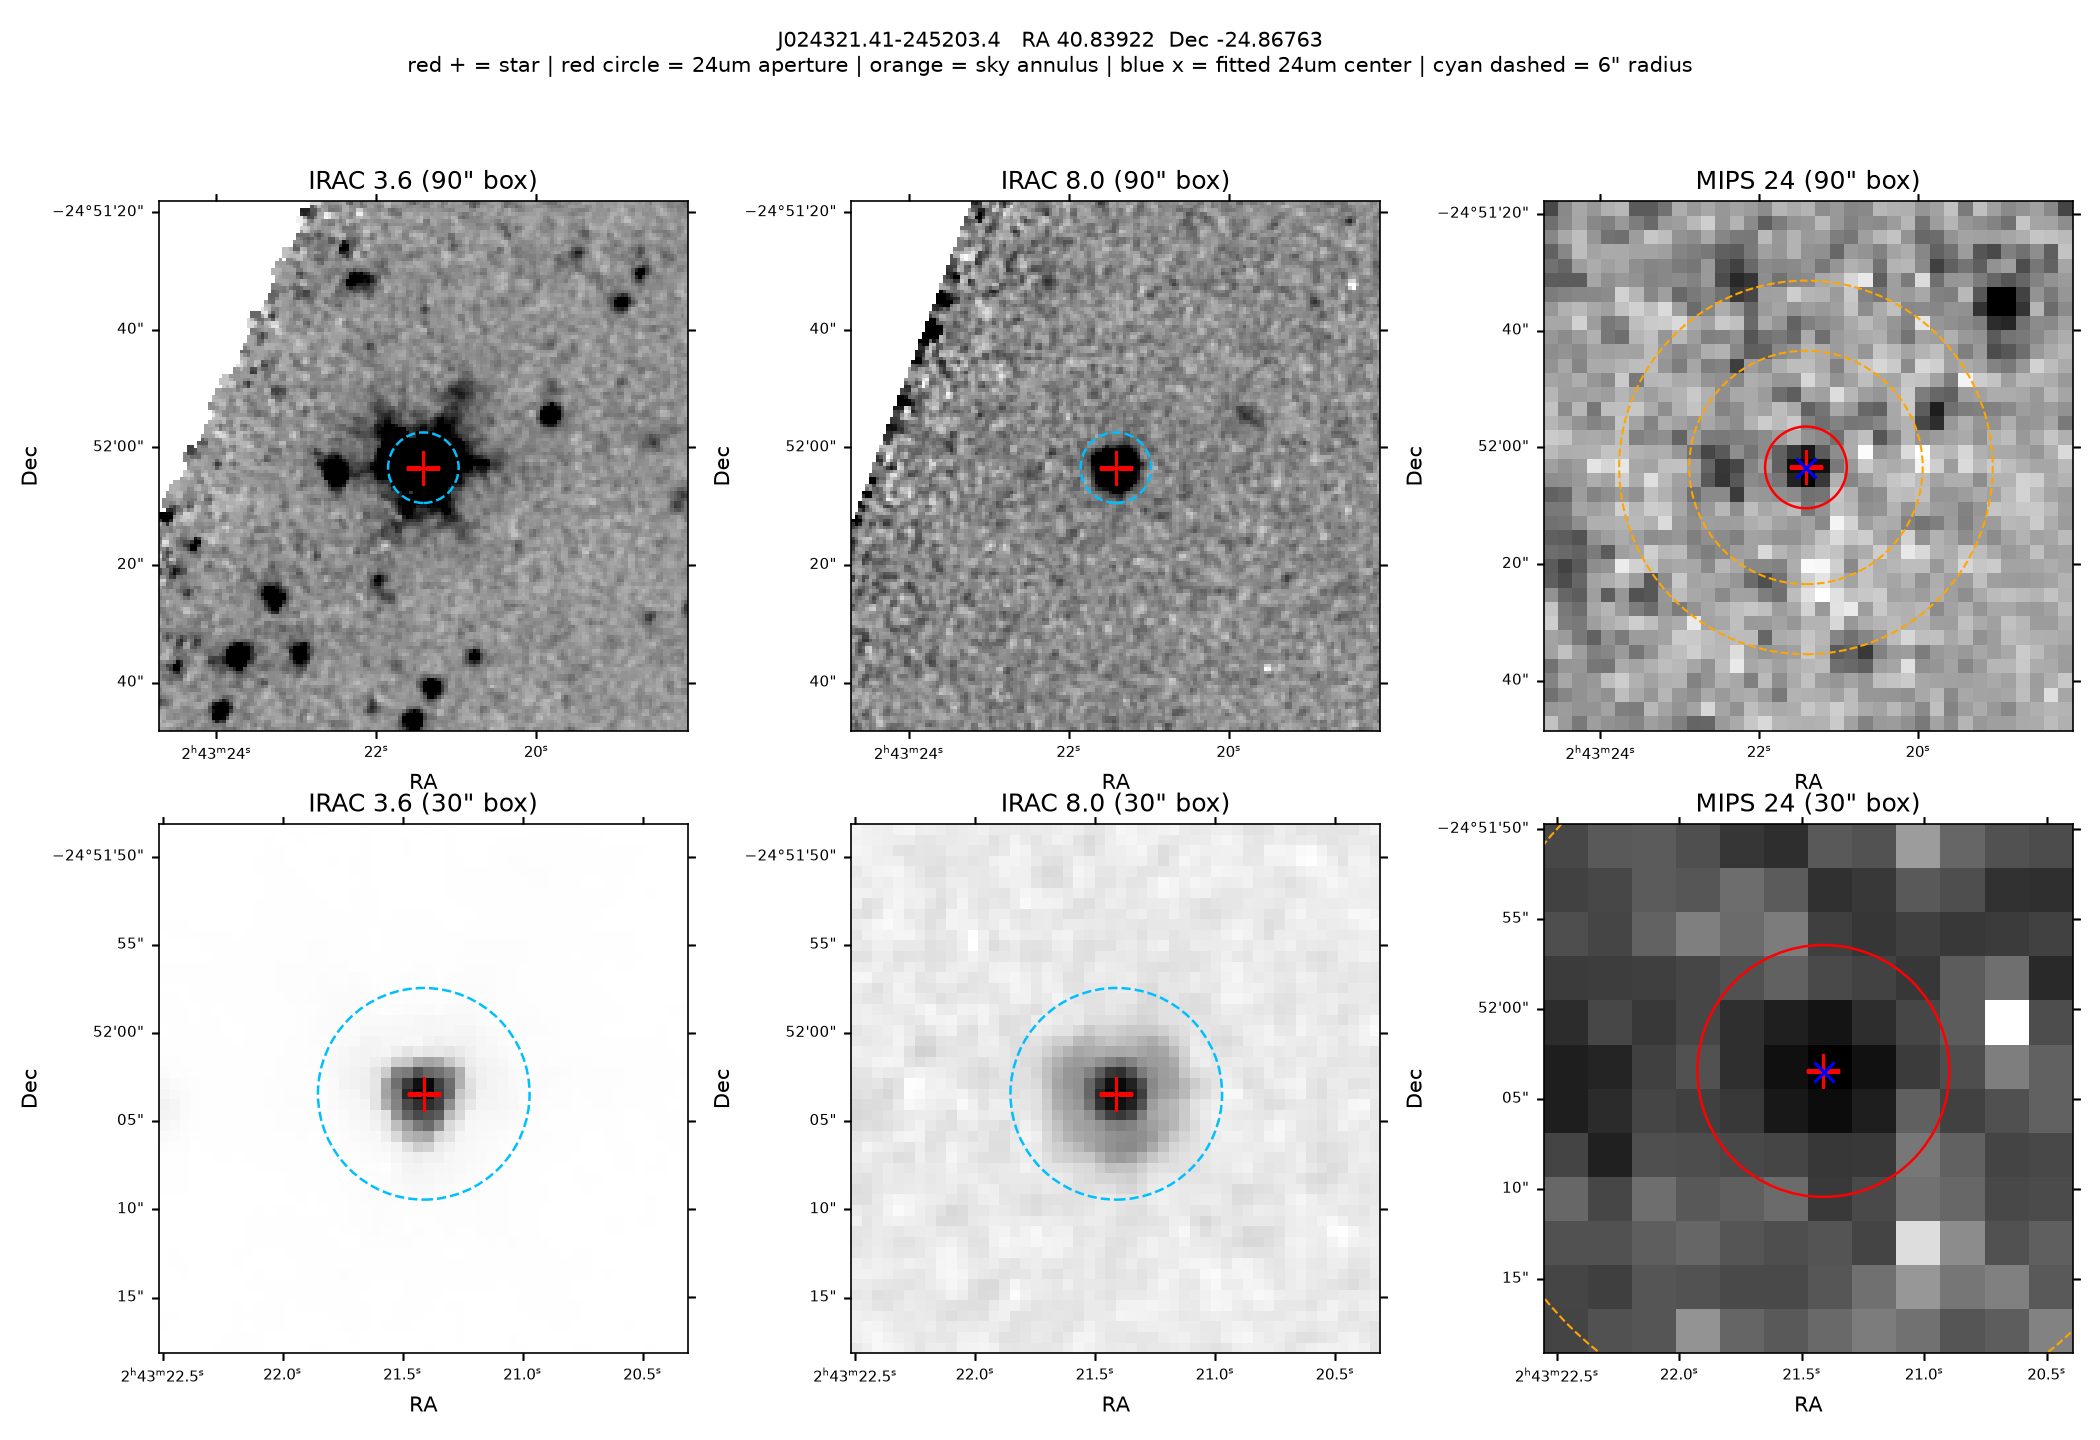 J024321.41-245203.4   RA 40.83922  Dec -24.86763
red + = star | red circle = 24um aperture | orange = sky annulus | blue x = fitted 24um center | cyan dashed = 6" radius
IRAC 3.6 (90" box)
−24°51'20"
40"
52'00"
20"
40"
Dec
2ʰ43ᵐ24ˢ
22ˢ
20ˢ
RA
IRAC 8.0 (90" box)
−24°51'20"
40"
52'00"
20"
40"
Dec
2ʰ43ᵐ24ˢ
22ˢ
20ˢ
RA
MIPS 24 (90" box)
−24°51'20"
40"
52'00"
20"
40"
Dec
2ʰ43ᵐ24ˢ
22ˢ
20ˢ
RA
IRAC 3.6 (30" box)
−24°51'50"
55"
52'00"
05"
10"
15"
Dec
2ʰ43ᵐ22.5ˢ
22.0ˢ
21.5ˢ
21.0ˢ
20.5ˢ
RA
IRAC 8.0 (30" box)
−24°51'50"
55"
52'00"
05"
10"
15"
Dec
2ʰ43ᵐ22.5ˢ
22.0ˢ
21.5ˢ
21.0ˢ
20.5ˢ
RA
MIPS 24 (30" box)
−24°51'50"
55"
52'00"
05"
10"
15"
Dec
2ʰ43ᵐ22.5ˢ
22.0ˢ
21.5ˢ
21.0ˢ
20.5ˢ
RA